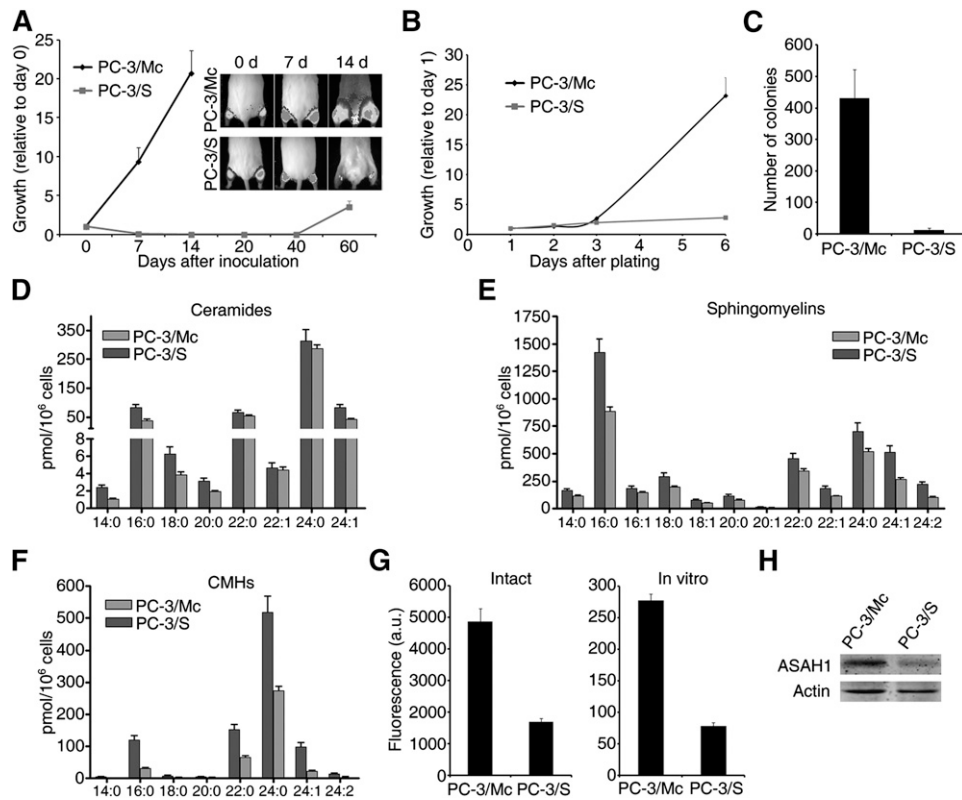 A
Growth (relative to day 0)
25
20
15
10
5
0
PC-3/Mc
PC-3/S
0 d 7 d 14 d
PC-3/Mc
PC-3/S
0 7 14 20 40 60
Days after inoculation
B
Growth (relative to day 1)
30
25
20
15
10
5
0
PC-3/Mc
PC-3/S
0 1 2 3 4 5 6
Days after plating
C
Number of colonies
600
500
400
300
200
100
0
PC-3/Mc PC-3/S
D
Ceramides
pmol/10⁶ cells
350
250
150
50
8
6
4
2
0
PC-3/Mc
PC-3/S
14:0 16:0 18:0 20:0 22:0 22:1 24:0 24:1
E
Sphingomyelins
pmol/10⁶ cells
1750
1500
1250
1000
750
500
250
0
PC-3/Mc
PC-3/S
14:0 16:0 16:1 18:0 18:1 20:0 20:1 22:0 22:1 24:0 24:1 24:2
F
CMHs
pmol/10⁶ cells
600
500
400
300
200
100
0
PC-3/Mc
PC-3/S
14:0 16:0 18:0 20:0 22:0 24:0 24:1 24:2
G
Intact
Fluorescence (a.u.)
6000
5000
4000
3000
2000
1000
0
PC-3/Mc PC-3/S
In vitro
300
250
200
150
100
50
0
PC-3/Mc PC-3/S
H
PC-3/Mc
PC-3/S
ASAH1
Actin